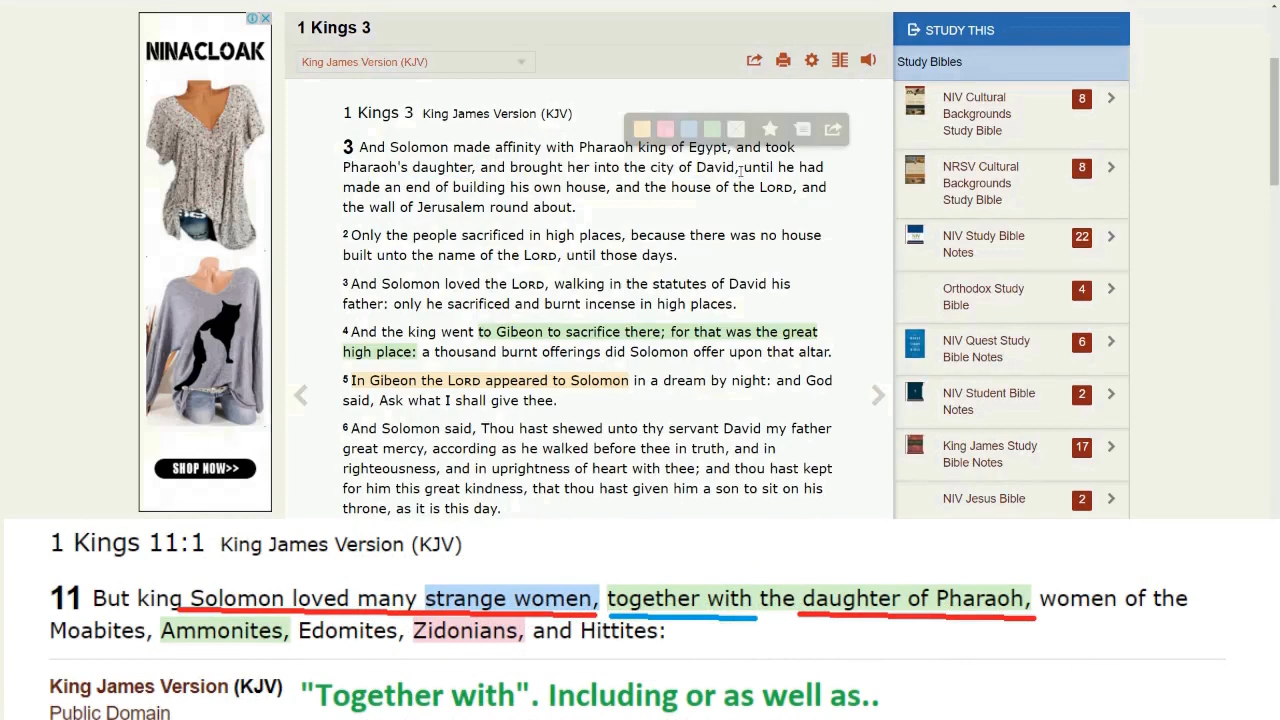 NINACLOAK
SHOP NOW>>
1 Kings 3
King James Version (KJV)
1 Kings 3 King James Version (KJV)
3 And Solomon made affinity with Pharaoh king of Egypt, and took
Pharaoh's daughter, and brought her into the city of David, until he had
made an end of building his own house, and the house of the LORD, and
the wall of Jerusalem round about.
2 Only the people sacrificed in high places, because there was no house
built unto the name of the LORD, until those days.
3 And Solomon loved the LORD, walking in the statutes of David his
father: only he sacrificed and burnt incense in high places.
4 And the king went to Gibeon to sacrifice there; for that was the great
high place: a thousand burnt offerings did Solomon offer upon that altar.
5 In Gibeon the LORD appeared to Solomon in a dream by night: and God
said, Ask what I shall give thee.
6 And Solomon said, Thou hast shewed unto thy servant David my father
great mercy, according as he walked before thee in truth, and in
righteousness, and in uprightness of heart with thee; and thou hast kept
for him this great kindness, that thou hast given him a son to sit on his
throne, as it is this day.
STUDY THIS
Study Bibles
NIV Cultural
Backgrounds
Study Bible
8
NRSV Cultural
Backgrounds
Study Bible
8
NIV Study Bible
Notes
22
Orthodox Study
Bible
4
NIV Quest Study
Bible Notes
6
NIV Student Bible
Notes
2
King James Study
Bible Notes
17
NIV Jesus Bible
2
1 Kings 11:1 King James Version (KJV)
11 But king Solomon loved many strange women, together with the daughter of Pharaoh, women of the
Moabites, Ammonites, Edomites, Zidonians, and Hittites:
King James Version (KJV)
Public Domain
"Together with". Including or as well as..